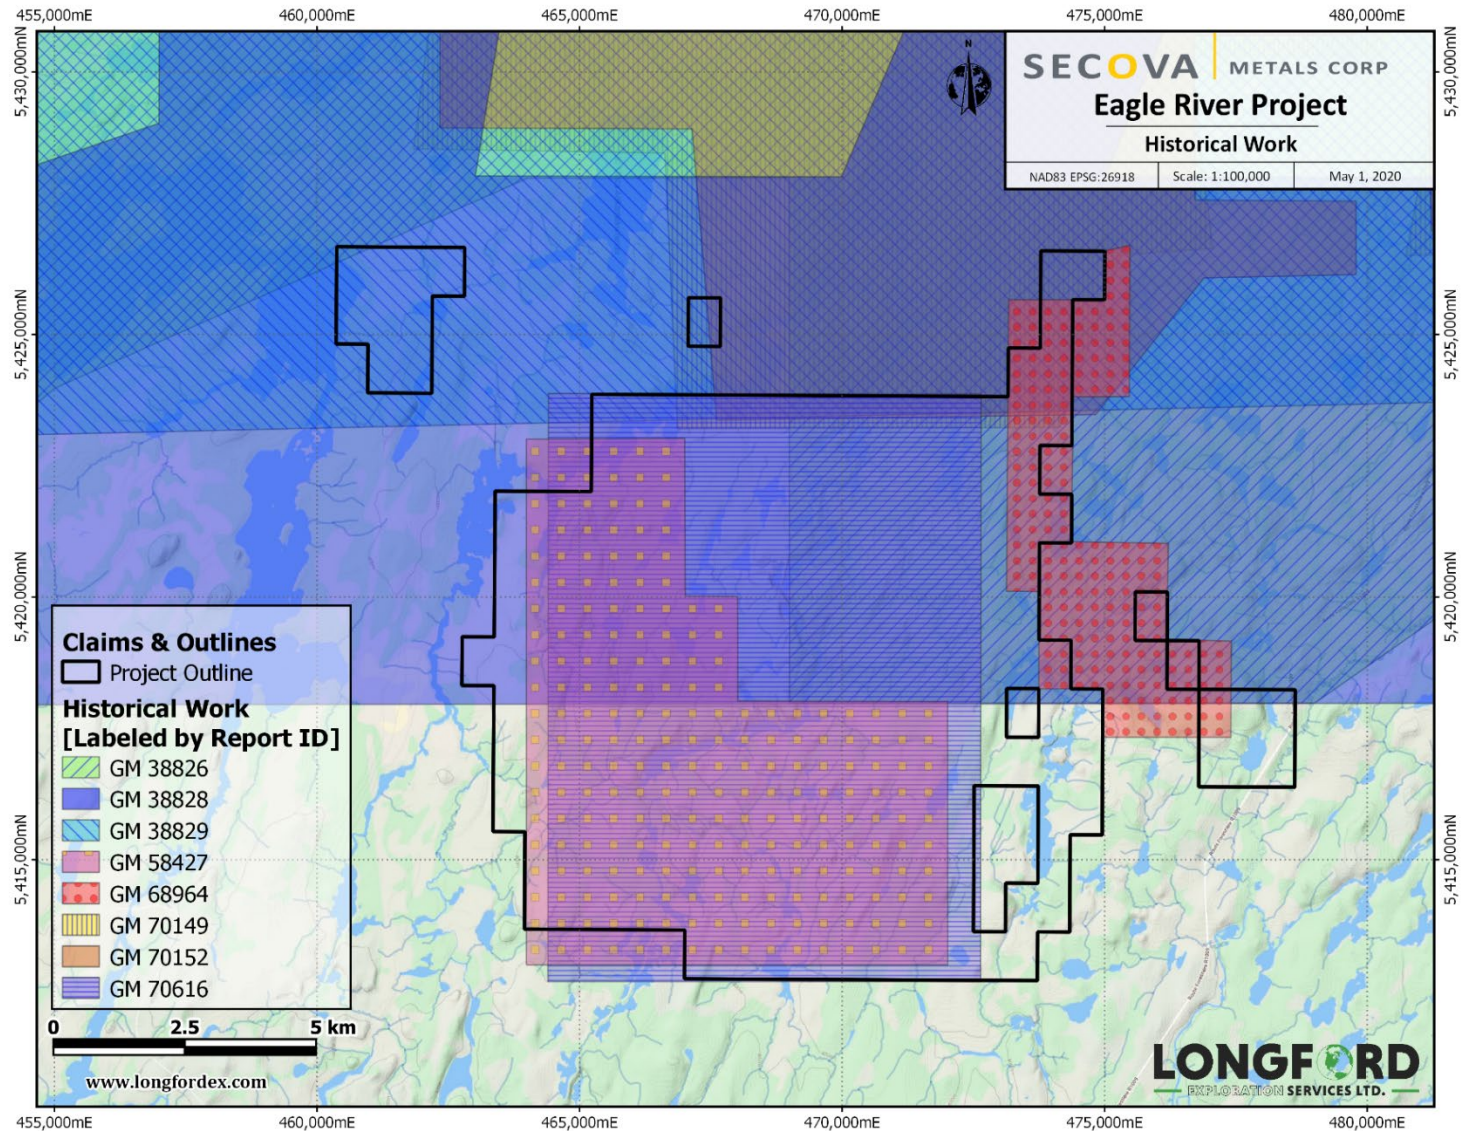 455,000mE 460,000mE 465,000mE 470,000mE 475,000mE 480,000mE
5,430,000mN
5,425,000mN
5,420,000mN
5,415,000mN
N
SECOVA METALS CORP
Eagle River Project
Historical Work
NAD83 EPSG:26918 Scale: 1:100,000 May 1, 2020
5,430,000mN
5,425,000mN
5,420,000mN
5,415,000mN
Claims & Outlines
Project Outline
Historical Work
[Labeled by Report ID]
GM 38826
GM 38828
GM 38829
GM 58427
GM 68964
GM 70149
GM 70152
GM 70616
0 2.5 5 km
www.longfordex.com
LONGFORD
EXPLORATION SERVICES LTD.
455,000mE 460,000mE 465,000mE 470,000mE 475,000mE 480,000mE